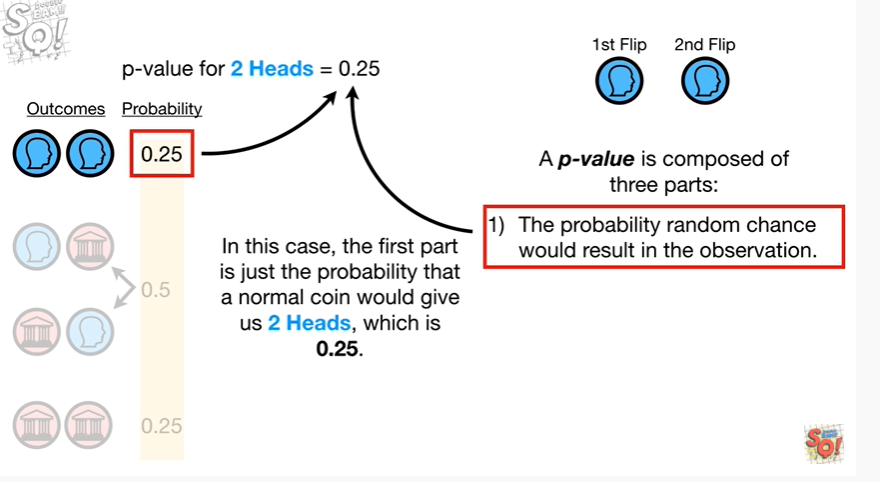 p-value for 2 Heads = 0.25
1st Flip 2nd Flip
Outcomes Probability
0.25
0.5
0.25
In this case, the first part
is just the probability that
a normal coin would give
us 2 Heads, which is
0.25.
A p-value is composed of
three parts:
1) The probability random chance
would result in the observation.
SQ!